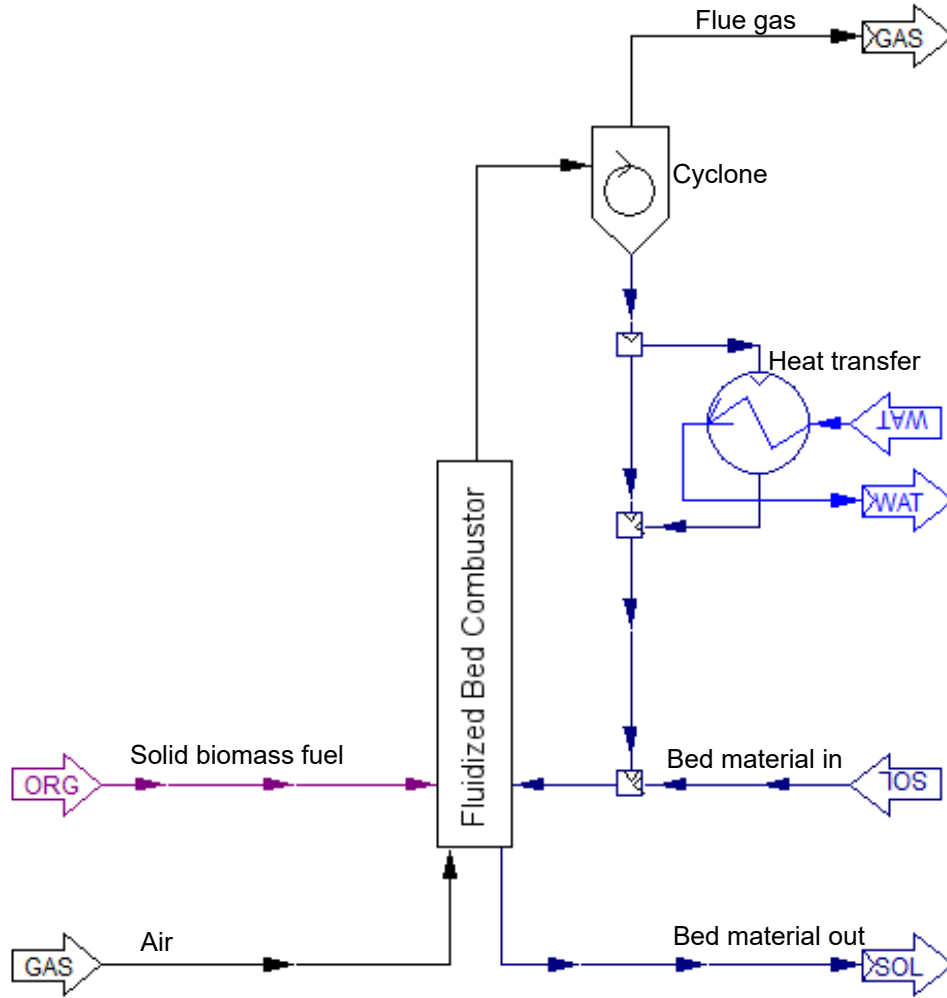 Flue gas
GAS
Cyclone
Heat transfer
WAT
WAT
Fluidized Bed Combustor
Solid biomass fuel
ORG
Bed material in
SOL
Air
GAS
Bed material out
SOL